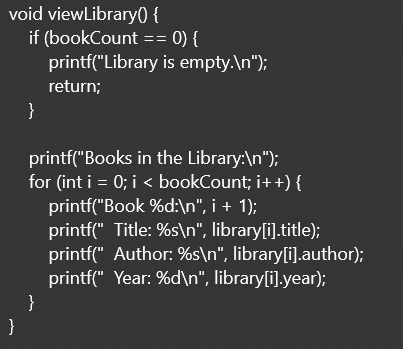 void viewLibrary() {
    if (bookCount == 0) {
        printf("Library is empty.\n");
        return;
    }

    printf("Books in the Library:\n");
    for (int i = 0; i < bookCount; i++) {
        printf("Book %d:\n", i + 1);
        printf("  Title: %s\n", library[i].title);
        printf("  Author: %s\n", library[i].author);
        printf("  Year: %d\n", library[i].year);
    }
}